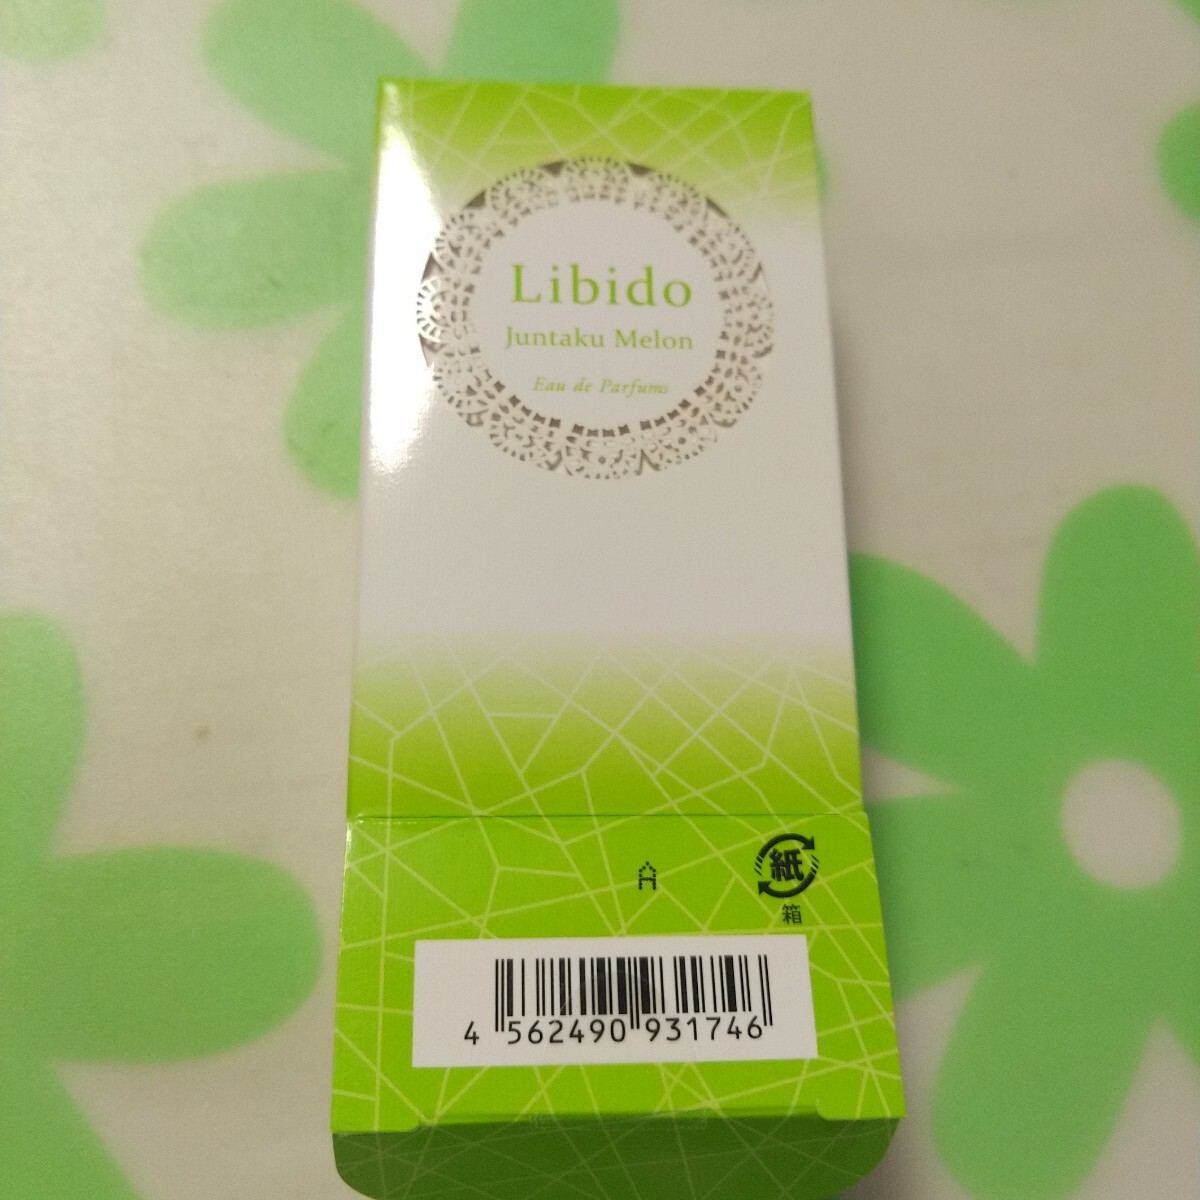 Libido
Juntaku Melon
Eau de Parfums
A
紙
箱
4 562490 931746